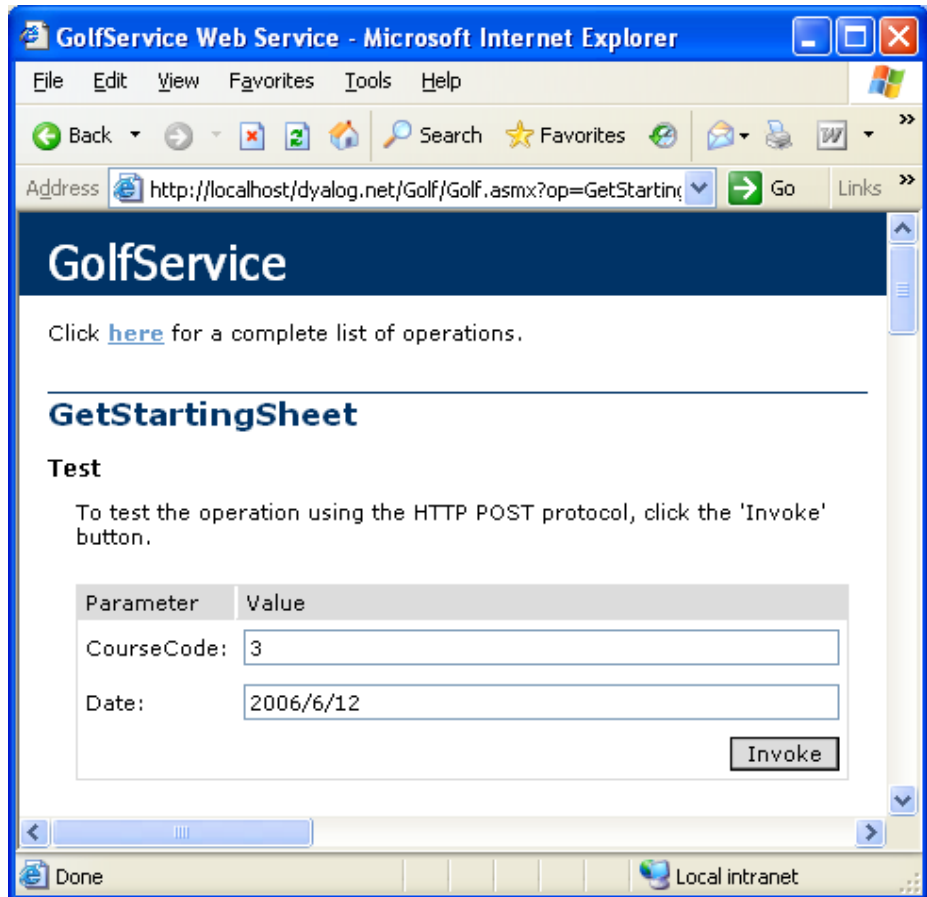 GolfService Web Service - Microsoft Internet Explorer
File Edit View Favorites Tools Help
Back Search Favorites W »
Address http://localhost/dyalog.net/Golf/Golf.asmx?op=GetStarting Go Links »
GolfService
Click here for a complete list of operations.
GetStartingSheet
Test
To test the operation using the HTTP POST protocol, click the 'Invoke'
button.
Parameter Value
CourseCode: 3
Date: 2006/6/12
Invoke
Done Local intranet